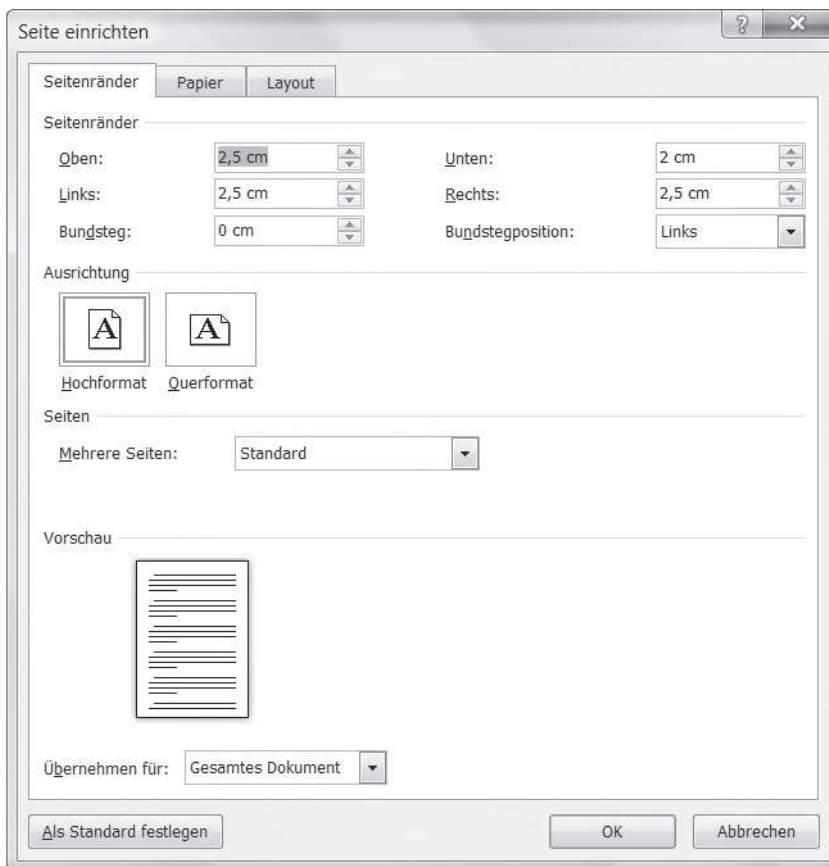 Seite einrichten
Seitenränder Papier Layout
Seitenränder
Oben: 2,5 cm Unten: 2 cm
Links: 2,5 cm Rechts: 2,5 cm
Bundsteg: 0 cm Bundstegposition: Links
Ausrichtung
A A
Hochformat Querformat
Seiten
Mehrere Seiten: Standard
Vorschau
Übernehmen für: Gesamtes Dokument
Als Standard festlegen OK Abbrechen